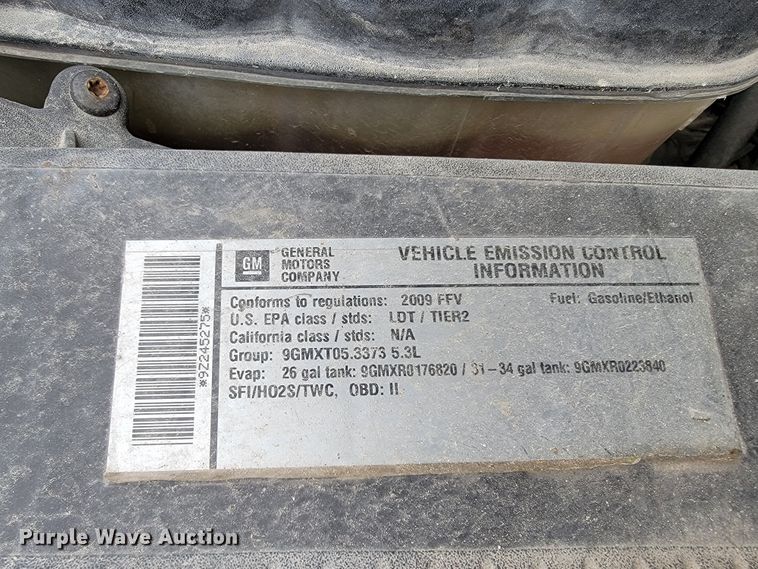 GM
GENERAL
MOTORS
COMPANY
VEHICLE EMISSION CONTROL
INFORMATION
Conforms to regulations: 2009 FFV Fuel: Gasoline/Ethanol
U.S. EPA class / stds: LDT / TIER2
California class / stds: N/A
Group: 9GMXT05.3373 5.3L
Evap: 26 gal tank: 9GMXR0176820 / 31-34 gal tank: 9GMXR0223840
SFI/HO2S/TWC, OBD: II
*9Z245275*
Purple Wave Auction